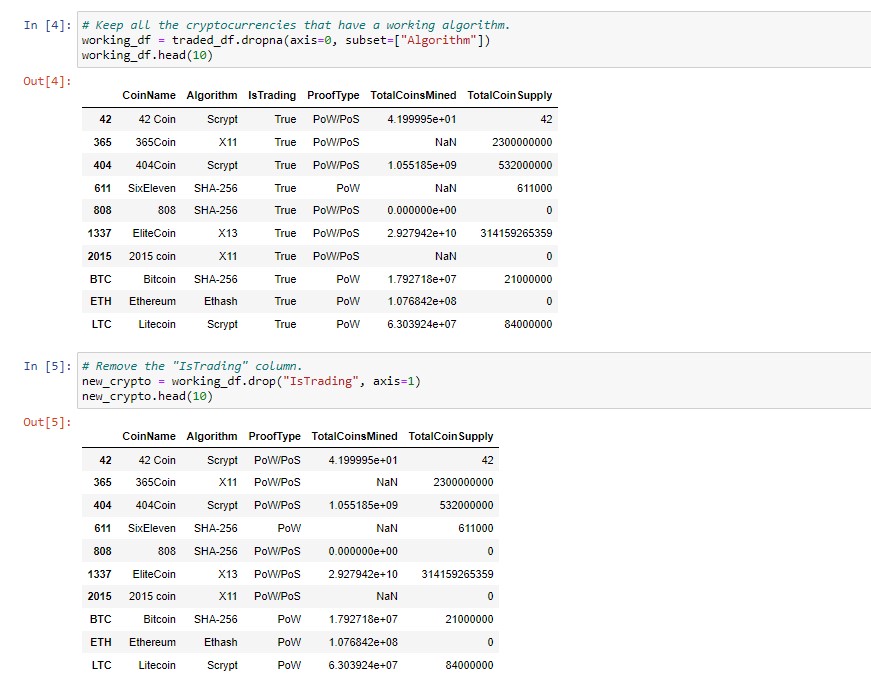 In [4]: # Keep all the cryptocurrencies that have a working algorithm.
working_df = traded_df.dropna(axis=0, subset=["Algorithm"])
working_df.head(10)
Out[4]:
CoinName Algorithm IsTrading ProofType TotalCoinsMined TotalCoinSupply
42 42 Coin Scrypt True PoW/PoS 4.199995e+01 42
365 365Coin X11 True PoW/PoS NaN 2300000000
404 404Coin Scrypt True PoW/PoS 1.055185e+09 532000000
611 SixEleven SHA-256 True PoW NaN 611000
808 808 SHA-256 True PoW/PoS 0.000000e+00 0
1337 EliteCoin X13 True PoW/PoS 2.927942e+10 314159265359
2015 2015 coin X11 True PoW/PoS NaN 0
BTC Bitcoin SHA-256 True PoW 1.792718e+07 21000000
ETH Ethereum Ethash True PoW 1.076842e+08 0
LTC Litecoin Scrypt True PoW 6.303924e+07 84000000
In [5]: # Remove the "IsTrading" column.
new_crypto = working_df.drop("IsTrading", axis=1)
new_crypto.head(10)
Out[5]:
CoinName Algorithm ProofType TotalCoinsMined TotalCoinSupply
42 42 Coin Scrypt PoW/PoS 4.199995e+01 42
365 365Coin X11 PoW/PoS NaN 2300000000
404 404Coin Scrypt PoW/PoS 1.055185e+09 532000000
611 SixEleven SHA-256 PoW NaN 611000
808 808 SHA-256 PoW/PoS 0.000000e+00 0
1337 EliteCoin X13 PoW/PoS 2.927942e+10 314159265359
2015 2015 coin X11 PoW/PoS NaN 0
BTC Bitcoin SHA-256 PoW 1.792718e+07 21000000
ETH Ethereum Ethash PoW 1.076842e+08 0
LTC Litecoin Scrypt PoW 6.303924e+07 84000000